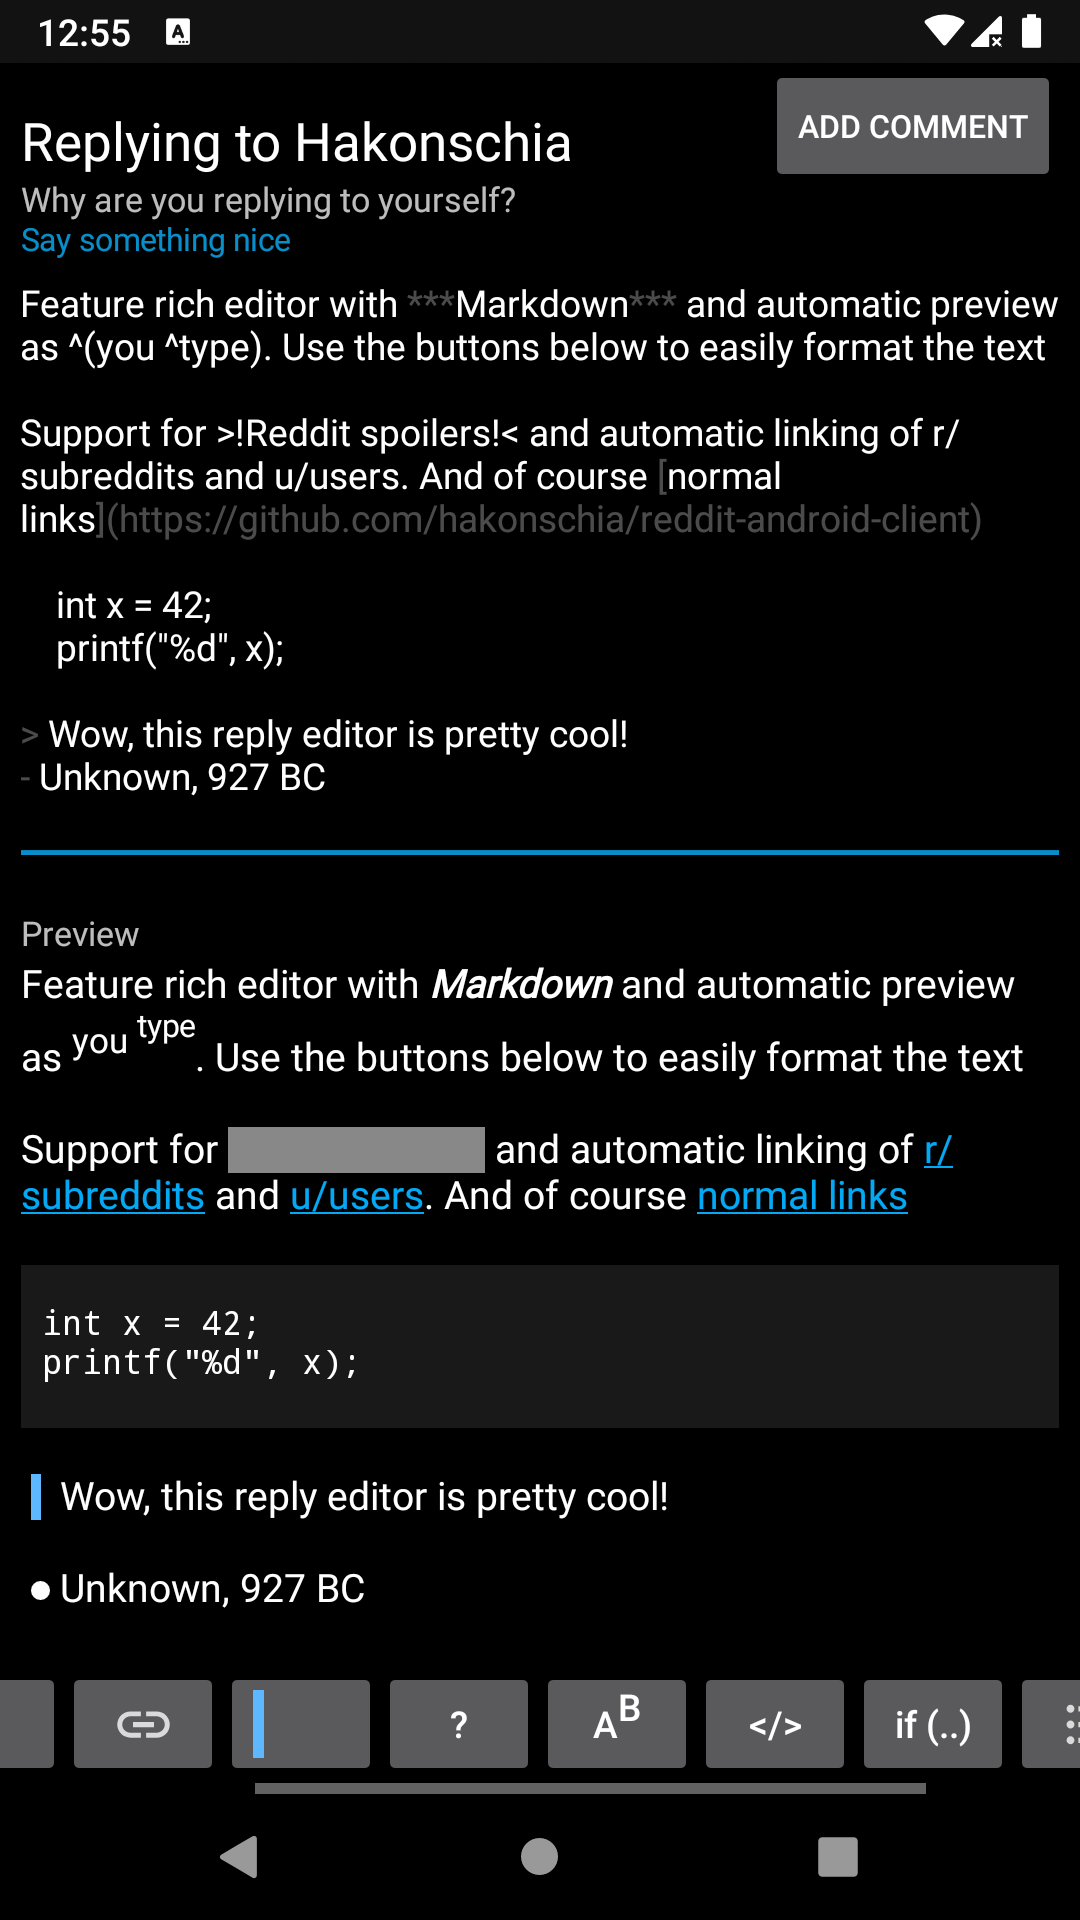 12:55
Replying to Hakonschia
ADD COMMENT
Why are you replying to yourself?
Say something nice
Feature rich editor with ***Markdown*** and automatic preview
as ^(you ^type). Use the buttons below to easily format the text
Support for >!Reddit spoilers!< and automatic linking of r/
subreddits and u/users. And of course [normal
links](https://github.com/hakonschia/reddit-android-client)
int x = 42;
printf("%d", x);
> Wow, this reply editor is pretty cool!
- Unknown, 927 BC
Preview
Feature rich editor with Markdown and automatic preview
as you type. Use the buttons below to easily format the text
Support for and automatic linking of r/
subreddits and u/users. And of course normal links
int x = 42;
printf("%d", x);
Wow, this reply editor is pretty cool!
● Unknown, 927 BC
? AB </> if (..)